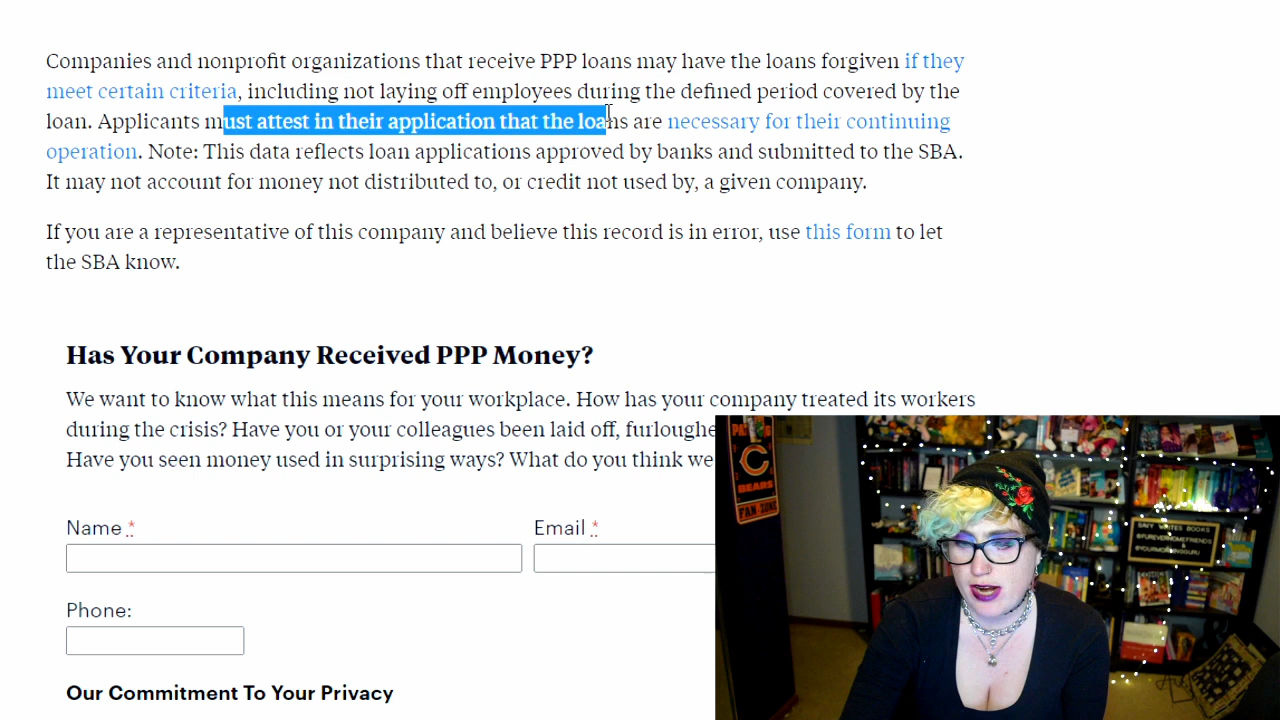 Companies and nonprofit organizations that receive PPP loans may have the loans forgiven if they
meet certain criteria, including not laying off employees during the defined period covered by the
loan. Applicants must attest in their application that the loans are necessary for their continuing
operation. Note: This data reflects loan applications approved by banks and submitted to the SBA.
It may not account for money not distributed to, or credit not used by, a given company.
If you are a representative of this company and believe this record is in error, use this form to let
the SBA know.
Has Your Company Received PPP Money?
We want to know what this means for your workplace. How has your company treated its workers
during the crisis? Have you or your colleagues been laid off, furloughe
Have you seen money used in surprising ways? What do you think we
Name *
Email *
Phone:
Our Commitment To Your Privacy
C
BEARS
FAN ZONE
SAVY WRITES BOOKS
@FUREVERHOMEFRIENDS
&